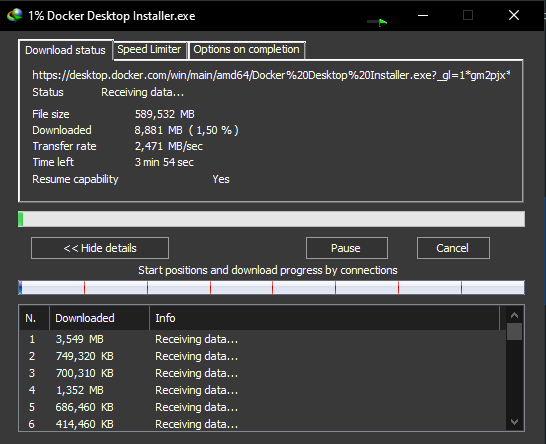 1% Docker Desktop Installer.exe
Download status Speed Limiter Options on completion
https://desktop.docker.com/win/main/amd64/Docker%20Desktop%20Installer.exe?_gl=1*gm2pjx*
Status Receiving data...
File size 589,532 MB
Downloaded 8,881 MB ( 1,50 % )
Transfer rate 2,471 MB/sec
Time left 3 min 54 sec
Resume capability Yes
<< Hide details Pause Cancel
Start positions and download progress by connections
N. Downloaded Info
1 3,549 MB Receiving data...
2 749,320 KB Receiving data...
3 700,310 KB Receiving data...
4 1,352 MB Receiving data...
5 686,460 KB Receiving data...
6 414,460 KB Receiving data...